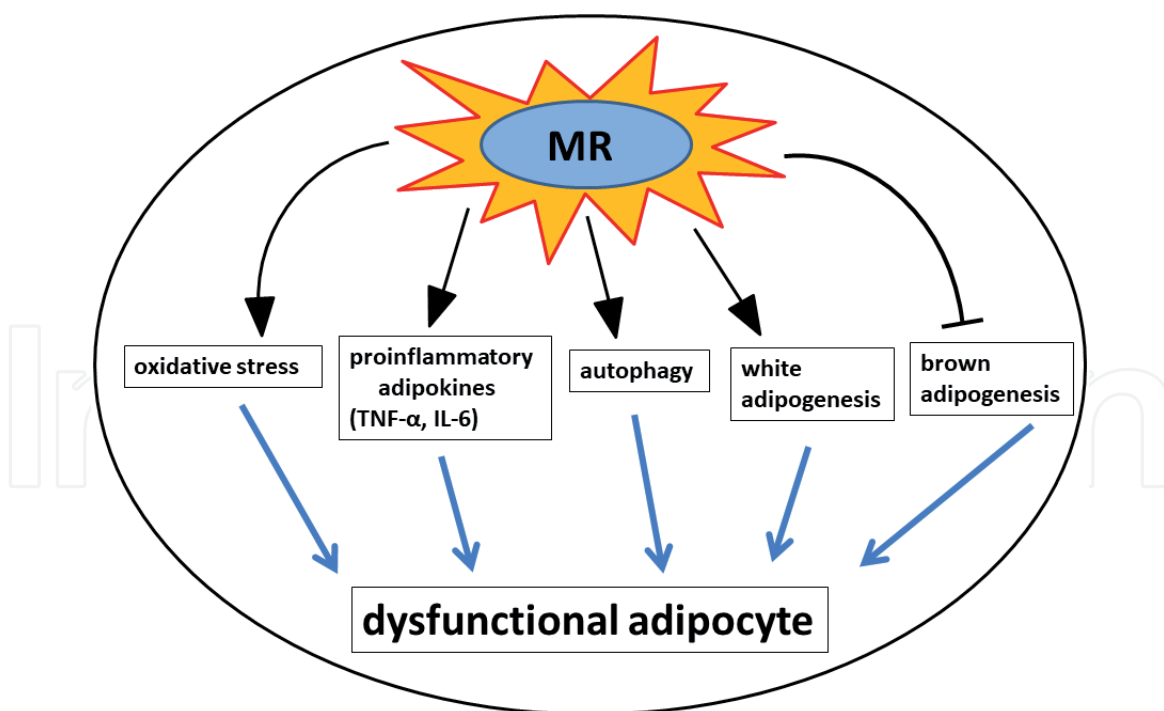 MR
oxidative stress
proinflammatory
adipokines
(TNF-α, IL-6)
autophagy
white
adipogenesis
brown
adipogenesis
dysfunctional adipocyte